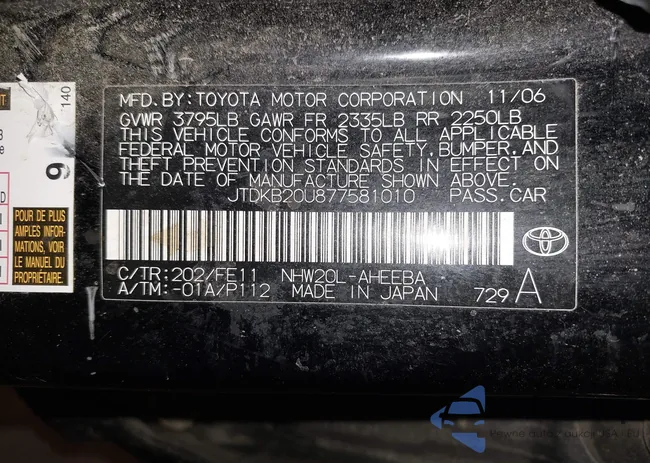 MFD. BY: TOYOTA MOTOR CORPORATION 11/06
GVWR 3795LB GAWR FR 2335LB RR 2250LB
THIS VEHICLE CONFORMS TO ALL APPLICABLE
FEDERAL MOTOR VEHICLE SAFETY, BUMPER, AND
THEFT PREVENTION STANDARDS IN EFFECT ON
THE DATE OF MANUFACTURE SHOWN ABOVE.
JTDKB20U877581010 PASS. CAR
C/TR: 202/FE11 NHW20L-AHEEBA
A/TM: -01A/P112 MADE IN JAPAN 729 A
140
9
POUR DE PLUS
AMPLES INFOR-
MATIONS, VOIR
LE MANUEL DU
PROPRIÉTAIRE.